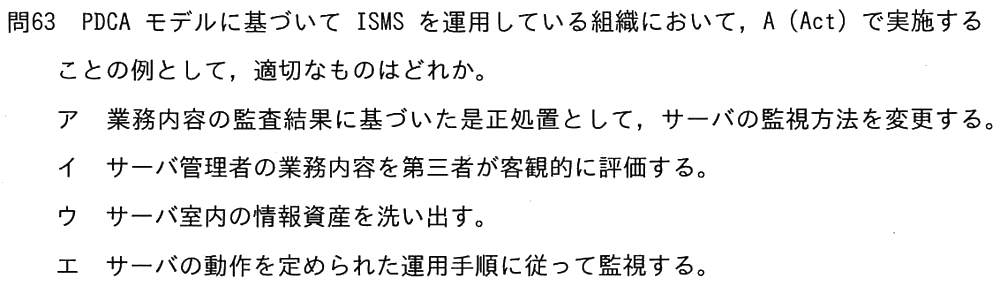 問63 PDCA モデルに基づいて ISMS を運用している組織において，A（Act）で実施する
ことの例として，適切なものはどれか。
ア 業務内容の監査結果に基づいた是正処置として，サーバの監視方法を変更する。
イ サーバ管理者の業務内容を第三者が客観的に評価する。
ウ サーバ室内の情報資産を洗い出す。
エ サーバの動作を定められた運用手順に従って監視する。